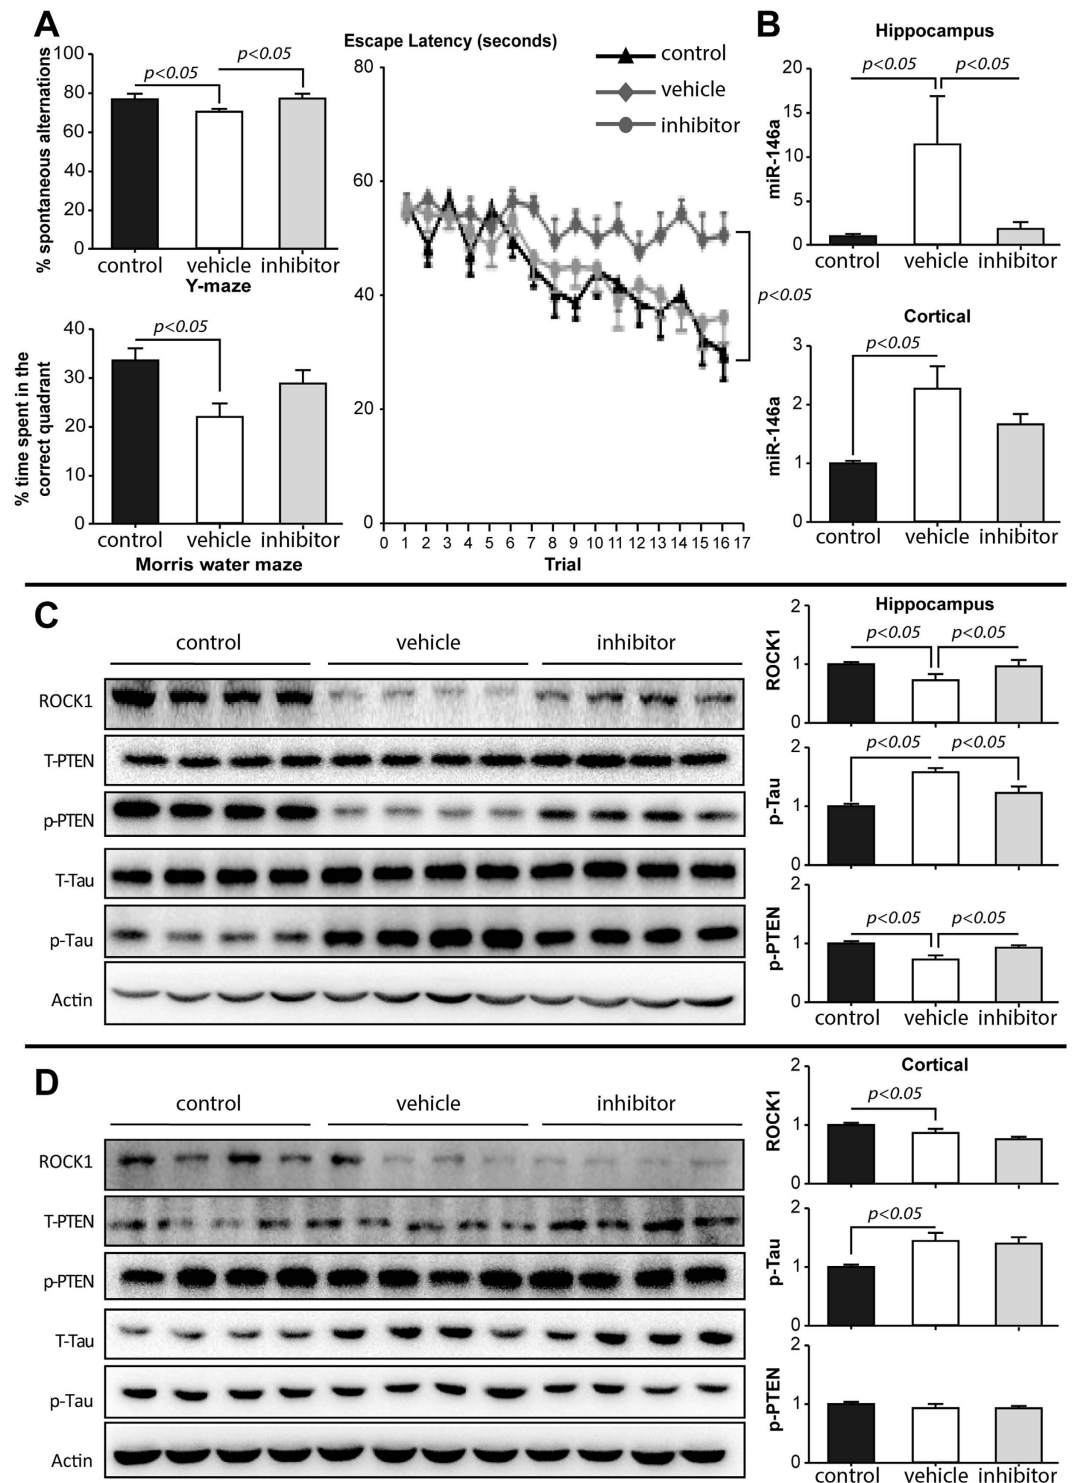 A
% spontaneous alternations
100
80
60
40
20
0
p<0.05
p<0.05
control
vehicle
inhibitor
Y-maze
% time spent in the
correct quadrant
40
30
20
10
0
p<0.05
control
vehicle
inhibitor
Morris water maze
Escape Latency (seconds)
80
60
40
20
0
control
vehicle
inhibitor
p<0.05
0 1 2 3 4 5 6 7 8 9 10 11 12 13 14 15 16 17
Trial
B
Hippocampus
miR-146a
20
15
10
5
0
p<0.05
p<0.05
control
vehicle
inhibitor
Cortical
miR-146a
3
2
1
0
p<0.05
control
vehicle
inhibitor
C
control
vehicle
inhibitor
ROCK1
T-PTEN
p-PTEN
T-Tau
p-Tau
Actin
Hippocampus
ROCK1
2
1
0
p<0.05
p<0.05
p-Tau
2
1
0
p<0.05
p<0.05
p-PTEN
2
1
0
p<0.05
p<0.05
control
vehicle
inhibitor
D
control
vehicle
inhibitor
ROCK1
T-PTEN
p-PTEN
T-Tau
p-Tau
Actin
Cortical
ROCK1
2
1
0
p<0.05
p-Tau
2
1
0
p<0.05
p-PTEN
2
1
0
control
vehicle
inhibitor